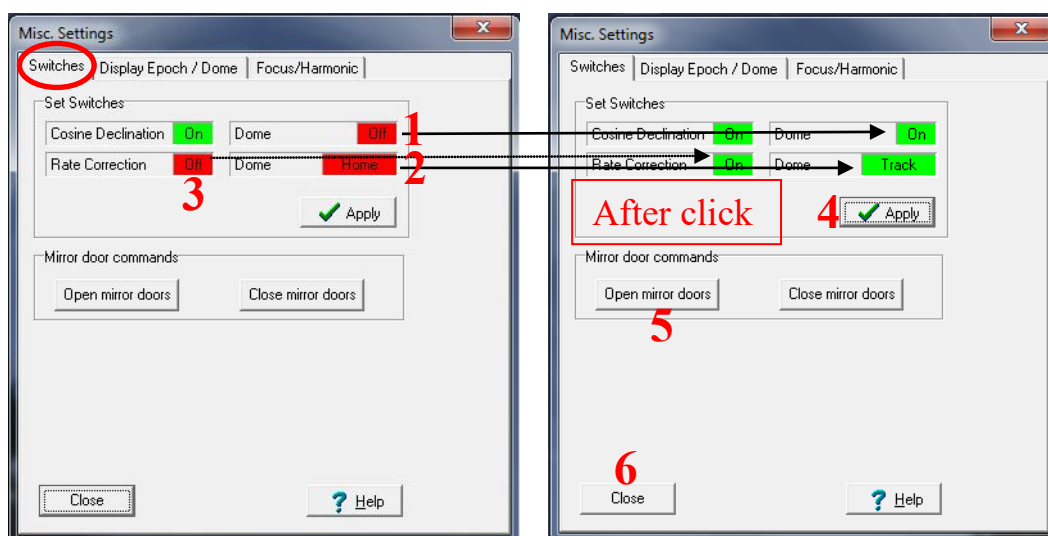 Misc. Settings
Switches Display Epoch / Dome Focus/Harmonic
Set Switches
Cosine Declination On Dome Off 1
Rate Correction Off Dome Home 2
3
Apply
Mirror door commands
Open mirror doors Close mirror doors
Close Help
Misc. Settings
Switches Display Epoch / Dome Focus/Harmonic
Set Switches
Cosine Declination On Dome On
Rate Correction On Dome Track
After click 4 Apply
Mirror door commands
Open mirror doors Close mirror doors
5
6
Close Help